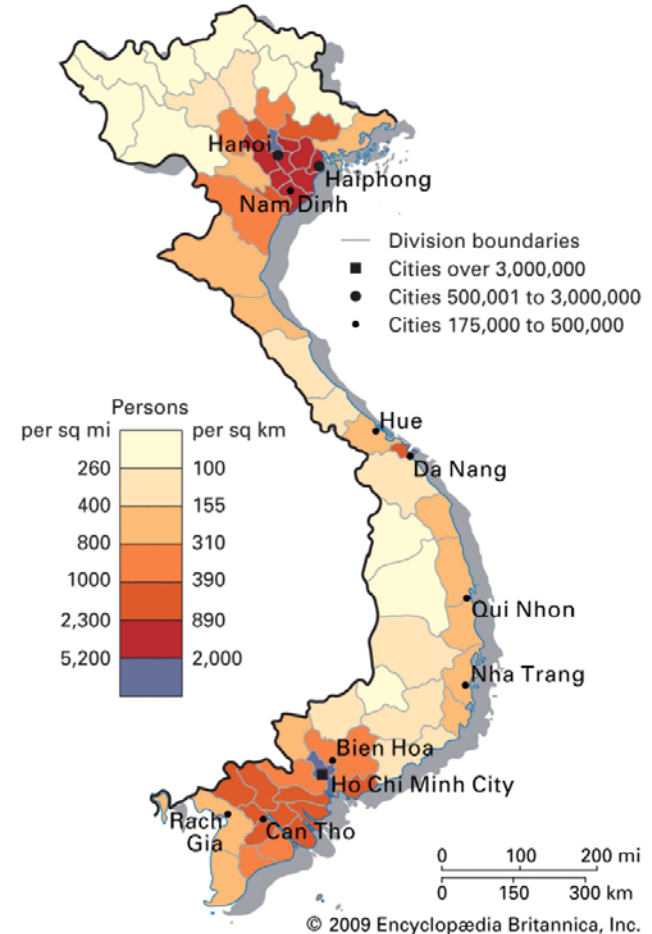 Hanoi
Haiphong
Nam Dinh
Division boundaries
Cities over 3,000,000
Cities 500,001 to 3,000,000
Cities 175,000 to 500,000
Persons
per sq mi per sq km
260 100
400 155
800 310
1000 390
2,300 890
5,200 2,000
Hue
Da Nang
Qui Nhon
Nha Trang
Bien Hoa
Ho Chi Minh City
Rach
Gia
Can Tho
0 100 200 mi
0 150 300 km
© 2009 Encyclopædia Britannica, Inc.